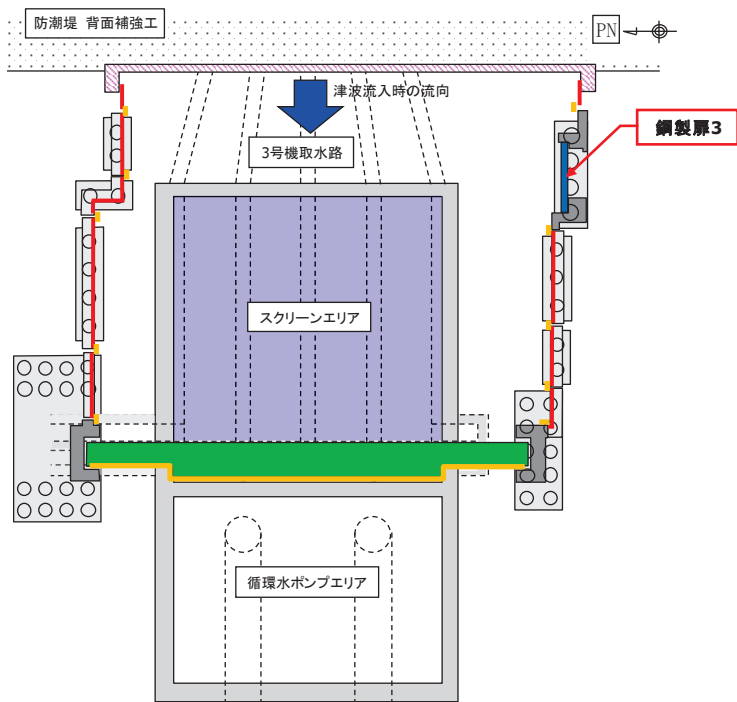 防潮堤 背面補強工
PN
津波流入時の流向
3号機取水路
鋼製扉3
スクリーンエリア
循環水ポンプエリア